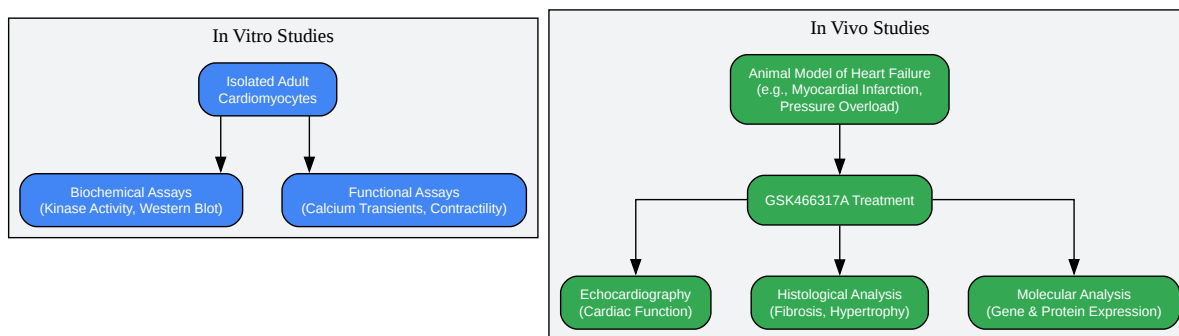 In Vitro Studies
Isolated Adult
Cardiomyocytes
Biochemical Assays
(Kinase Activity, Western Blot)
Functional Assays
(Calcium Transients, Contractility)
In Vivo Studies
Animal Model of Heart Failure
(e.g., Myocardial Infarction,
Pressure Overload)
GSK466317A Treatment
Echocardiography
(Cardiac Function)
Histological Analysis
(Fibrosis, Hypertrophy)
Molecular Analysis
(Gene & Protein Expression)